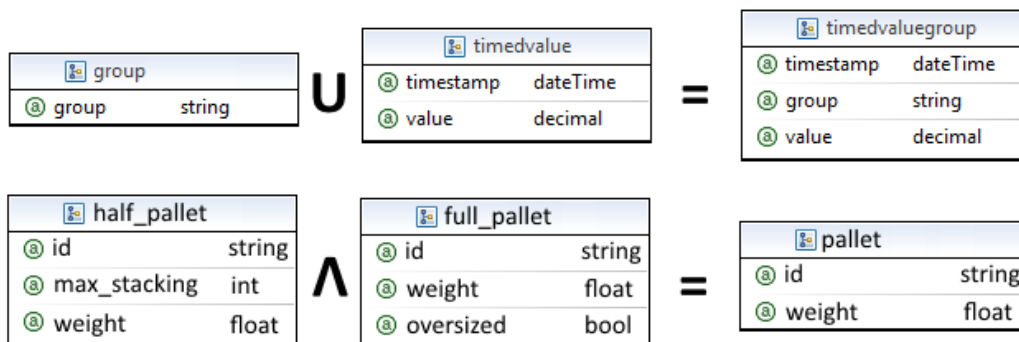 group
group string
U
timedvalue
timestamp dateTime
value decimal
=
timedvaluegroup
timestamp dateTime
group string
value decimal
half_pallet
id string
max_stacking int
weight float
Λ
full_pallet
id string
weight float
oversized bool
=
pallet
id string
weight float